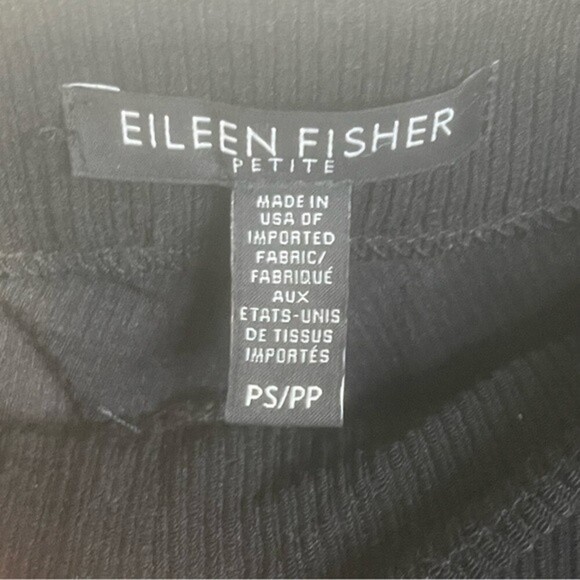 EILEEN FISHER
PETITE
MADE IN
USA OF
IMPORTED
FABRIC/
FABRIQUÉ
AUX
ETATS-UNIS
DE TISSUS
IMPORTÉS
PS/PP